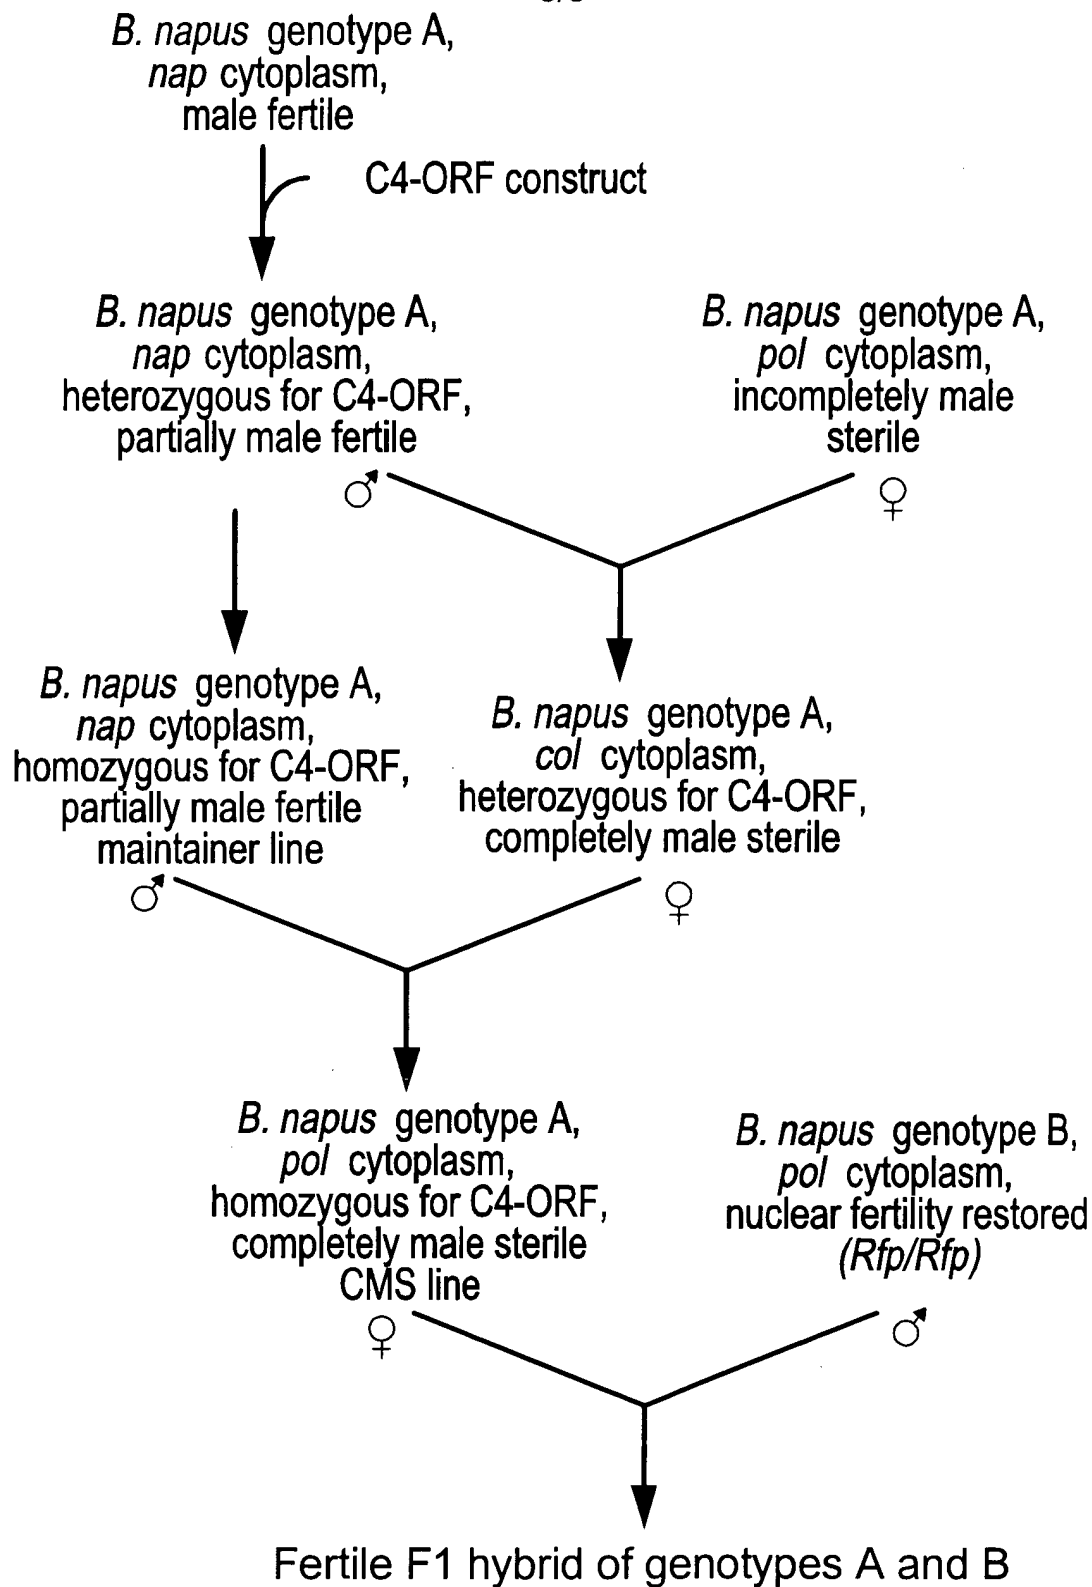 B. napus genotype A,
nap cytoplasm,
male fertile
C4-ORF construct
B. napus genotype A,
nap cytoplasm,
heterozygous for C4-ORF,
partially male fertile
♂
B. napus genotype A,
pol cytoplasm,
incompletely male
sterile
♀
B. napus genotype A,
nap cytoplasm,
homozygous for C4-ORF,
partially male fertile
maintainer line
♂
B. napus genotype A,
col cytoplasm,
heterozygous for C4-ORF,
completely male sterile
♀
B. napus genotype A,
pol cytoplasm,
homozygous for C4-ORF,
completely male sterile
CMS line
♀
B. napus genotype B,
pol cytoplasm,
nuclear fertility restored
(Rfp/Rfp)
♂
Fertile F1 hybrid of genotypes A and B